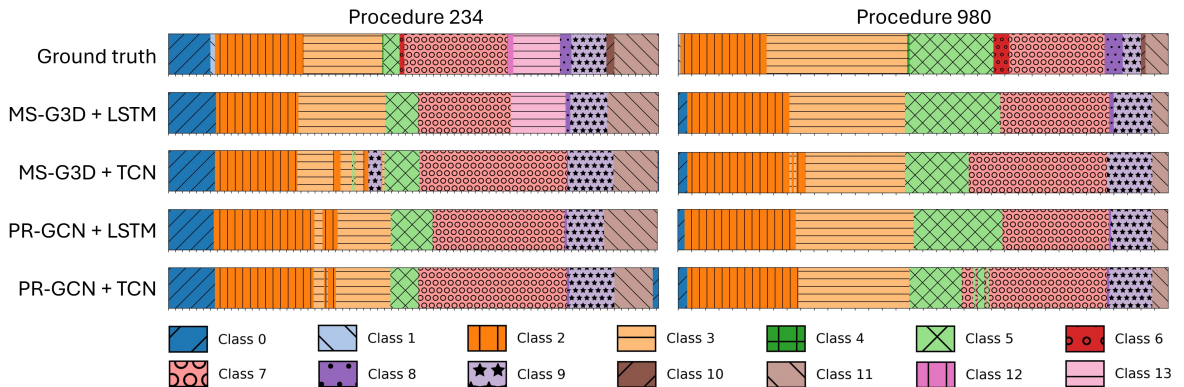 Procedure 234 Procedure 980
Ground truth
MS-G3D + LSTM
MS-G3D + TCN
PR-GCN + LSTM
PR-GCN + TCN
Class 0 Class 1 Class 2 Class 3 Class 4 Class 5 Class 6
Class 7 Class 8 Class 9 Class 10 Class 11 Class 12 Class 13